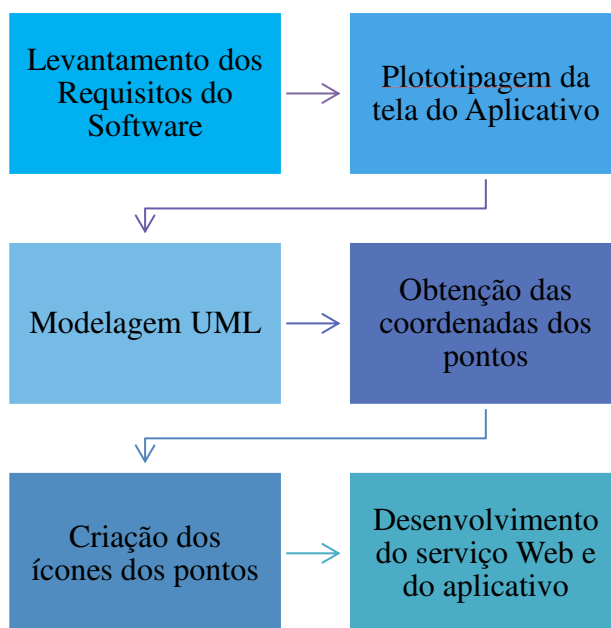 Levantamento dos
Requisitos do
Software
Plototipagem da
tela do Aplicativo
Modelagem UML
Obtenção das
coordenadas dos
pontos
Criação dos
ícones dos pontos
Desenvolvimento
do serviço Web e
do aplicativo